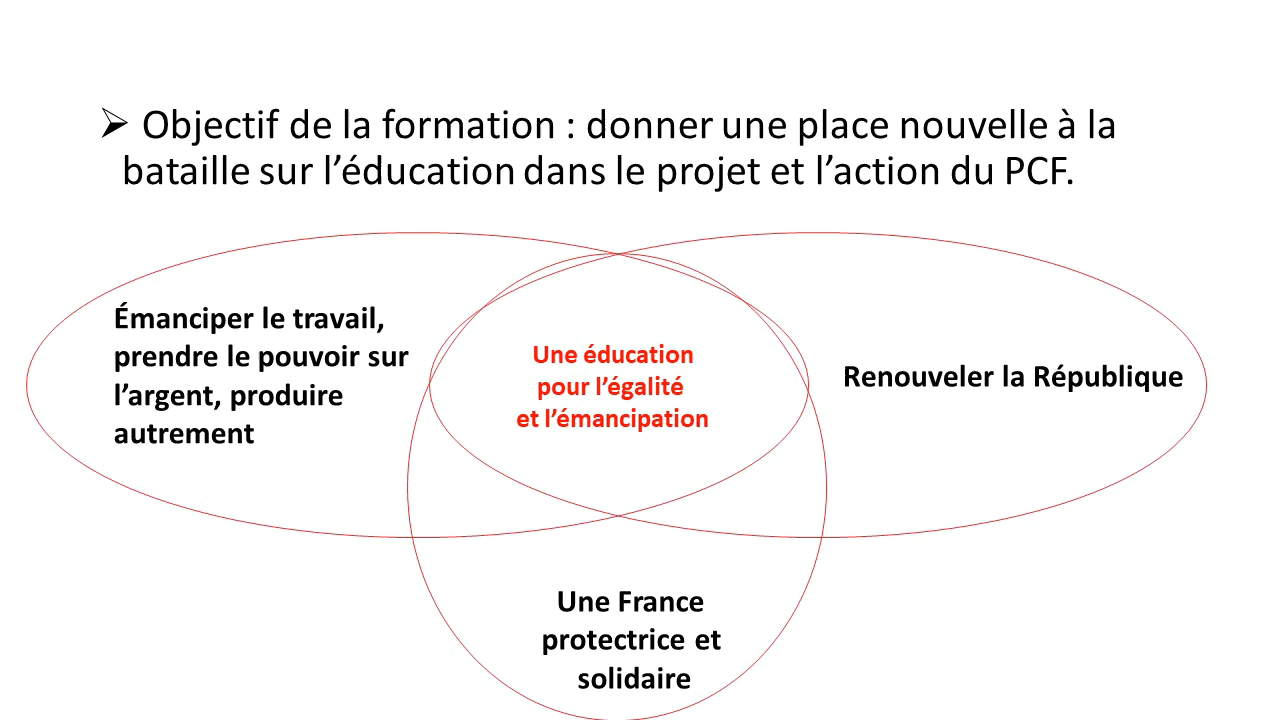 ➢ Objectif de la formation : donner une place nouvelle à la
bataille sur l’éducation dans le projet et l’action du PCF.
Émanciper le travail,
prendre le pouvoir sur
l’argent, produire
autrement
Une éducation
pour l’égalité
et l’émancipation
Renouveler la République
Une France
protectrice et
solidaire